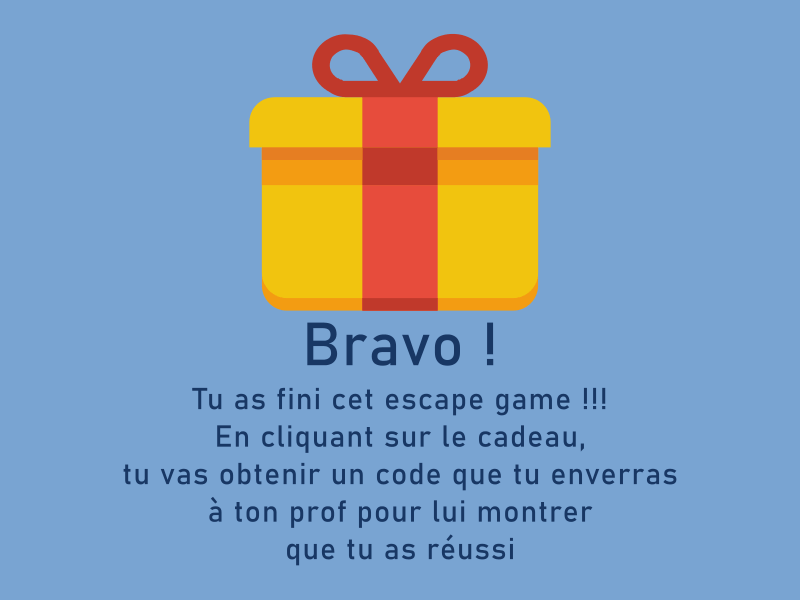 Bravo !
Tu as fini cet escape game !!!
En cliquant sur le cadeau,
tu vas obtenir un code que tu enverras
à ton prof pour lui montrer
que tu as réussi